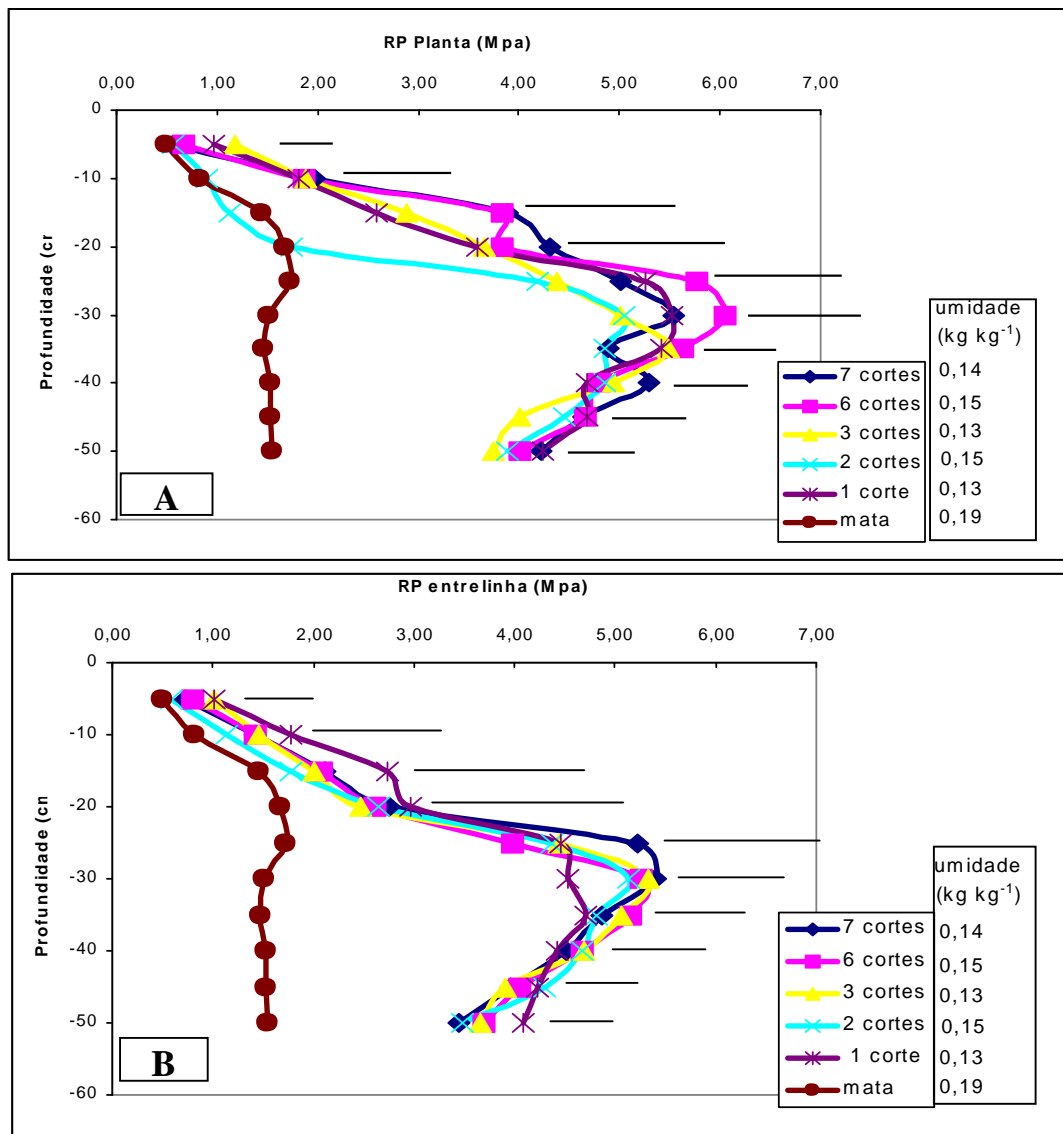 RP Planta (Mpa)
0,00 1,00 2,00 3,00 4,00 5,00 6,00 7,00
0
-10
-20
-30
-40
-50
-60
Profundidade (cr
A
umidade
(kg kg-1)
7 cortes 0,14
6 cortes 0,15
3 cortes 0,13
2 cortes 0,15
1 corte 0,13
mata 0,19
RP entrelinha (Mpa)
0,00 1,00 2,00 3,00 4,00 5,00 6,00 7,00
0
-10
-20
-30
-40
-50
-60
Profundidade (cn
B
umidade
(kg kg-1)
7 cortes 0,14
6 cortes 0,15
3 cortes 0,13
2 cortes 0,15
1 corte 0,13
mata 0,19